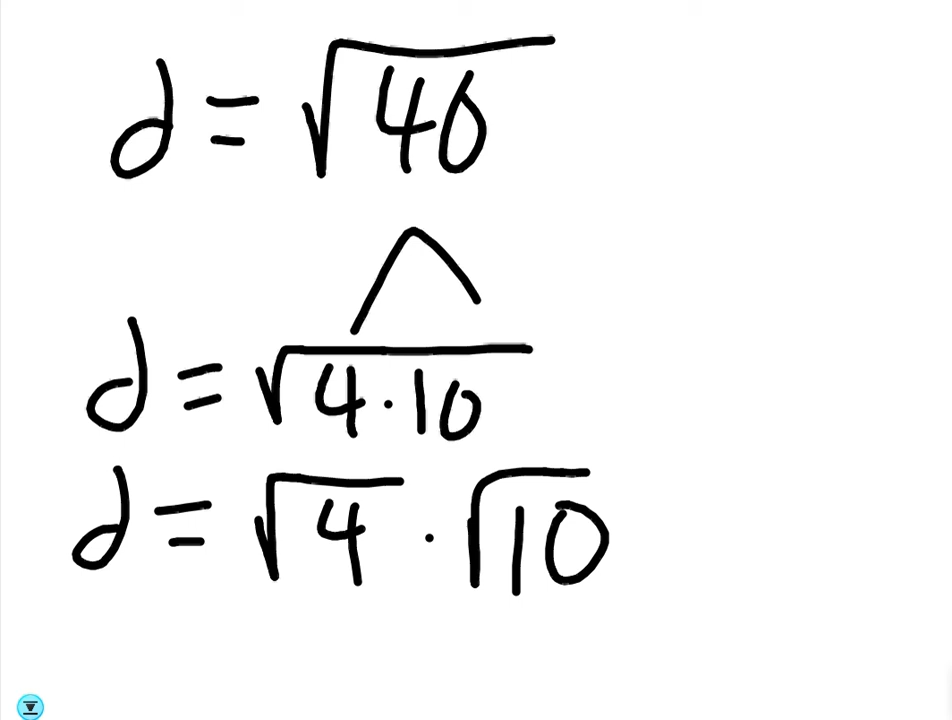 d = √40
d = √4·10
d = √4 · √10